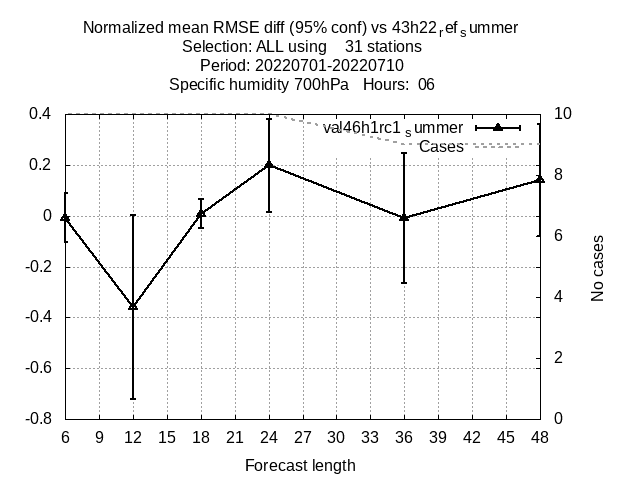 Normalized mean RMSE diff (95% conf) vs 43h22ᵣefₛummer
Selection: ALL using 31 stations
Period: 20220701-20220710
Specific humidity 700hPa Hours: 06
0.4 10
val46h1rc1ₛummer
Cases
0.2 8
0 6
-0.2
-0.4 4
-0.6 2
-0.8 0
6 9 12 15 18 21 24 27 30 33 36 39 42 45 48
No cases
Forecast length